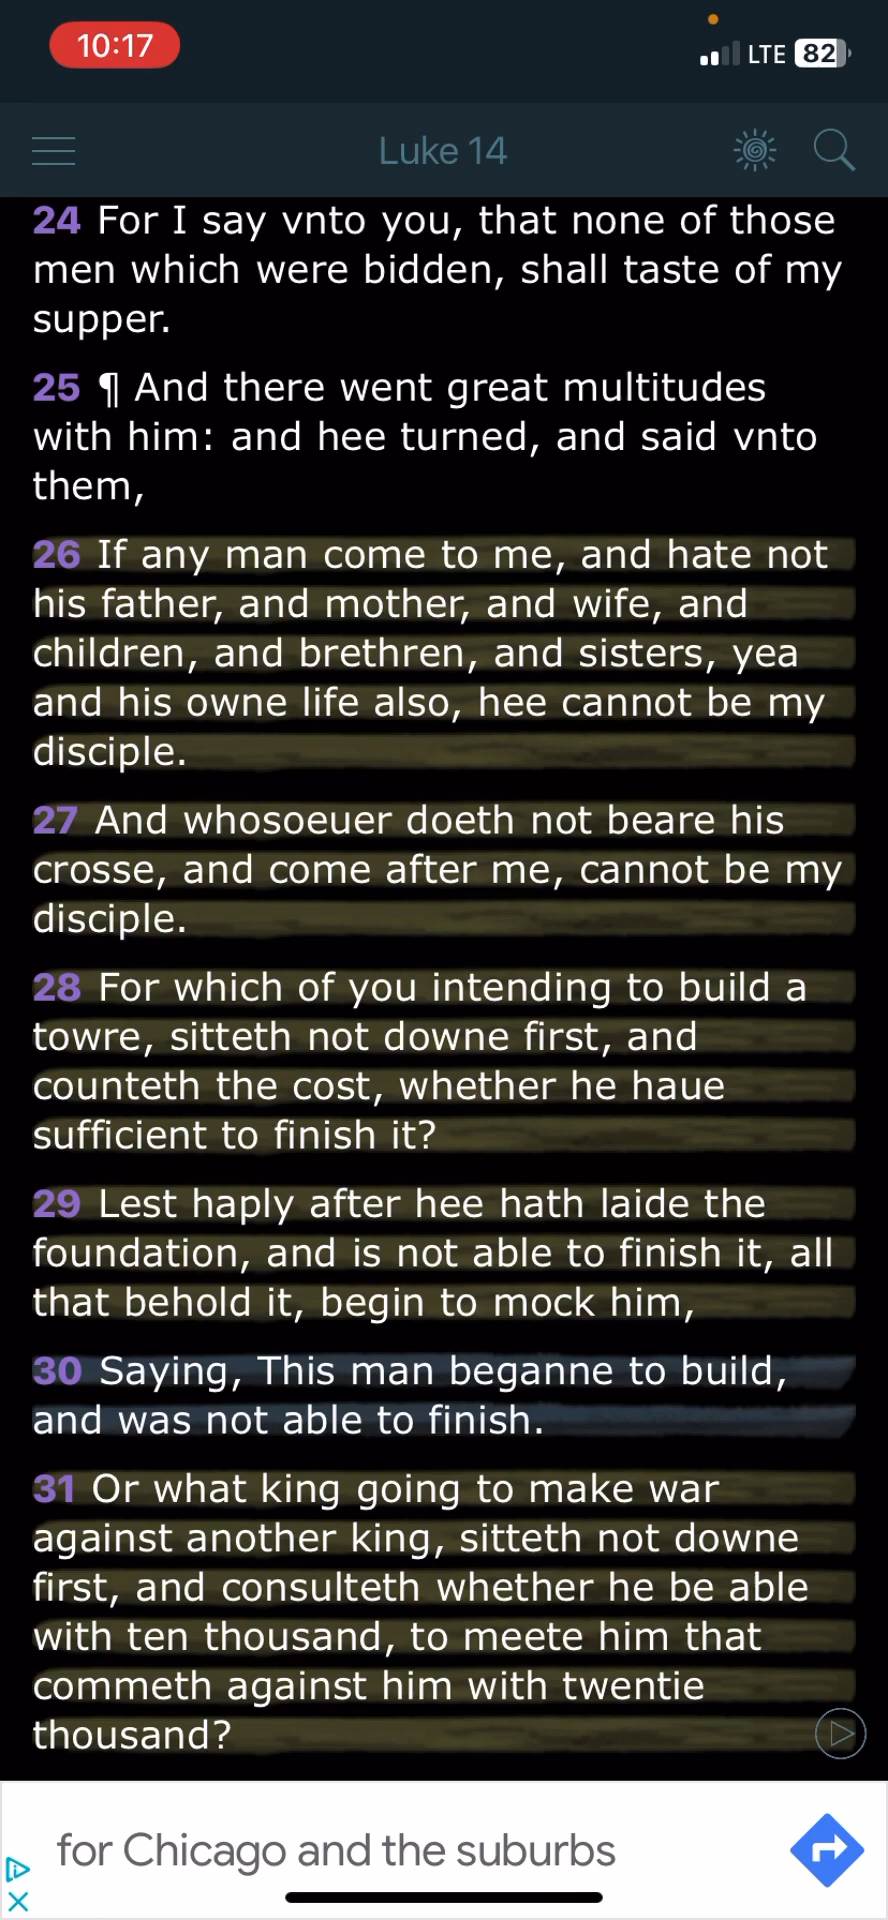 10:17
LTE 82
Luke 14
24 For I say vnto you, that none of those
men which were bidden, shall taste of my
supper.
25 ¶ And there went great multitudes
with him: and hee turned, and said vnto
them,
26 If any man come to me, and hate not
his father, and mother, and wife, and
children, and brethren, and sisters, yea
and his owne life also, hee cannot be my
disciple.
27 And whosoeuer doeth not beare his
crosse, and come after me, cannot be my
disciple.
28 For which of you intending to build a
towre, sitteth not downe first, and
counteth the cost, whether he haue
sufficient to finish it?
29 Lest haply after hee hath laide the
foundation, and is not able to finish it, all
that behold it, begin to mock him,
30 Saying, This man beganne to build,
and was not able to finish.
31 Or what king going to make war
against another king, sitteth not downe
first, and consulteth whether he be able
with ten thousand, to meete him that
commeth against him with twentie
thousand?
for Chicago and the suburbs